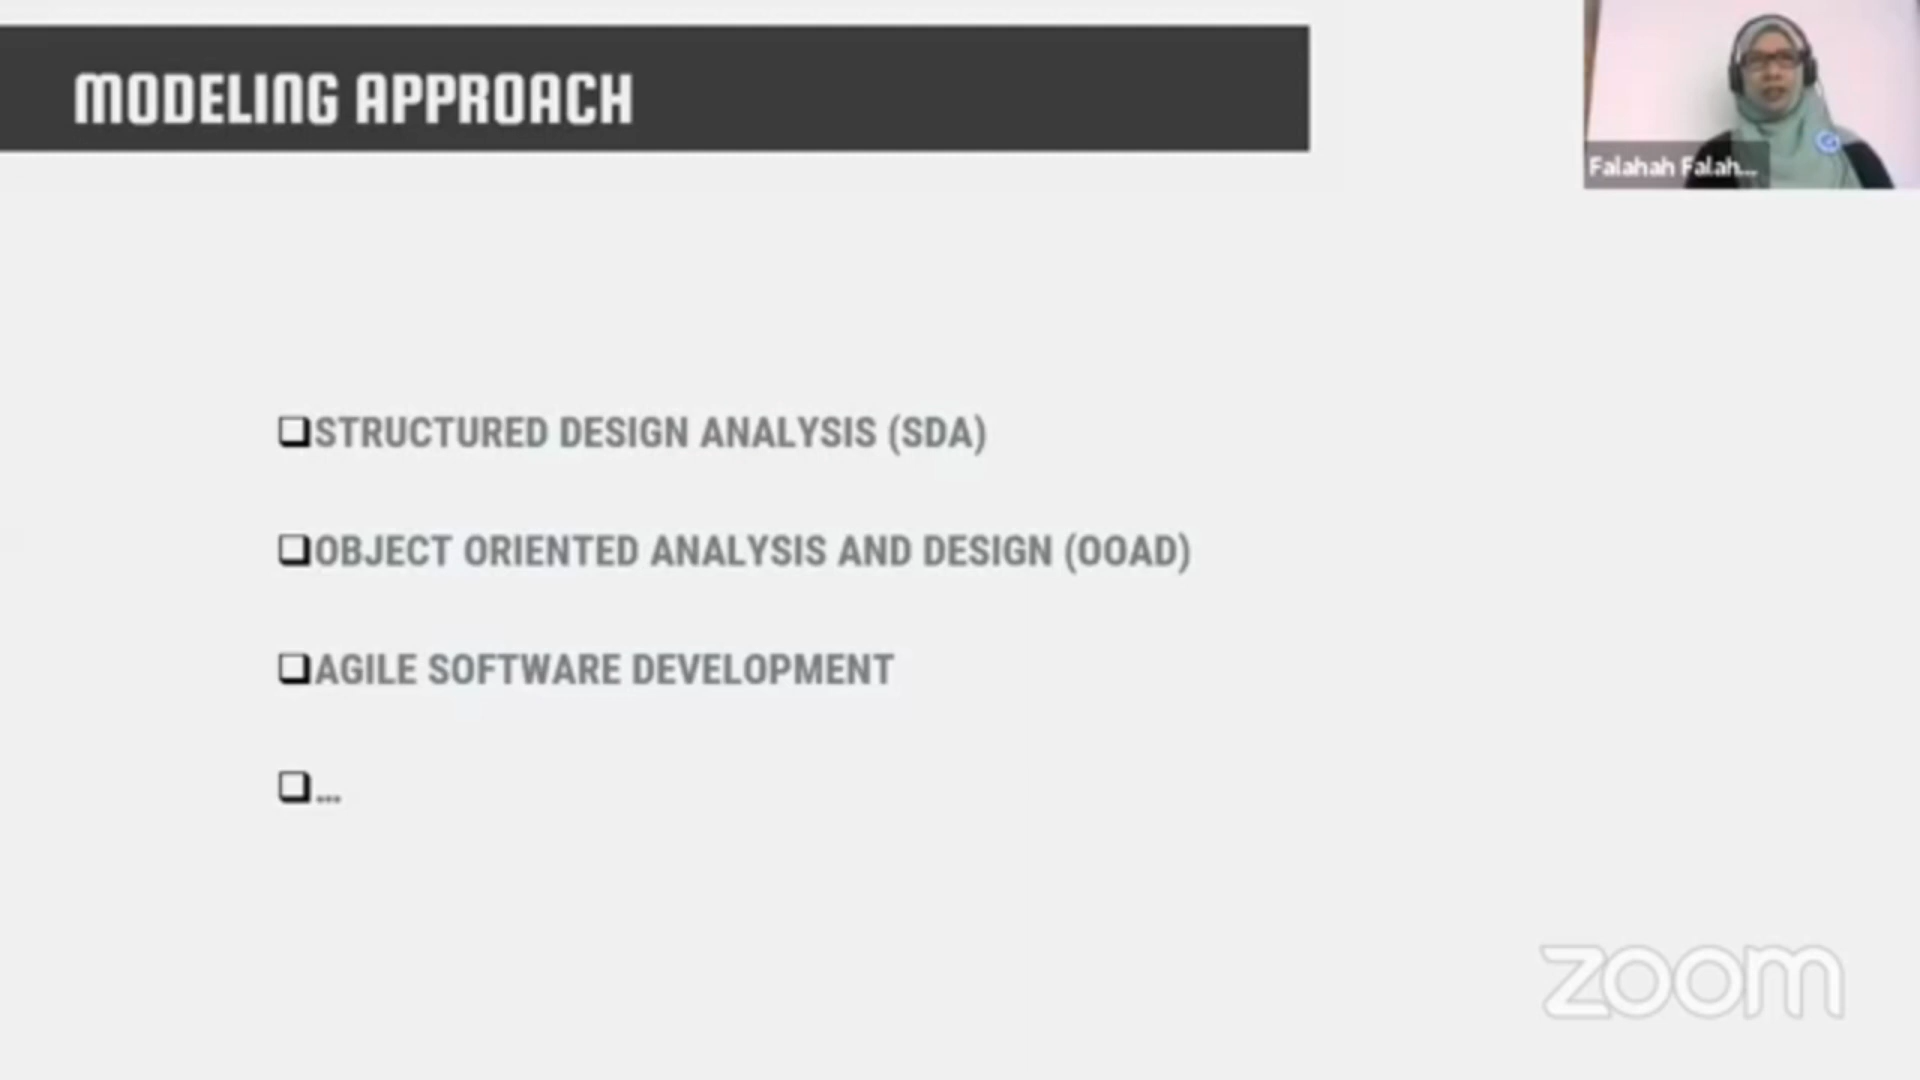 MODELING APPROACH
Falahah Falah...
❑STRUCTURED DESIGN ANALYSIS (SDA)
❑OBJECT ORIENTED ANALYSIS AND DESIGN (OOAD)
❑AGILE SOFTWARE DEVELOPMENT
❑...
zoom